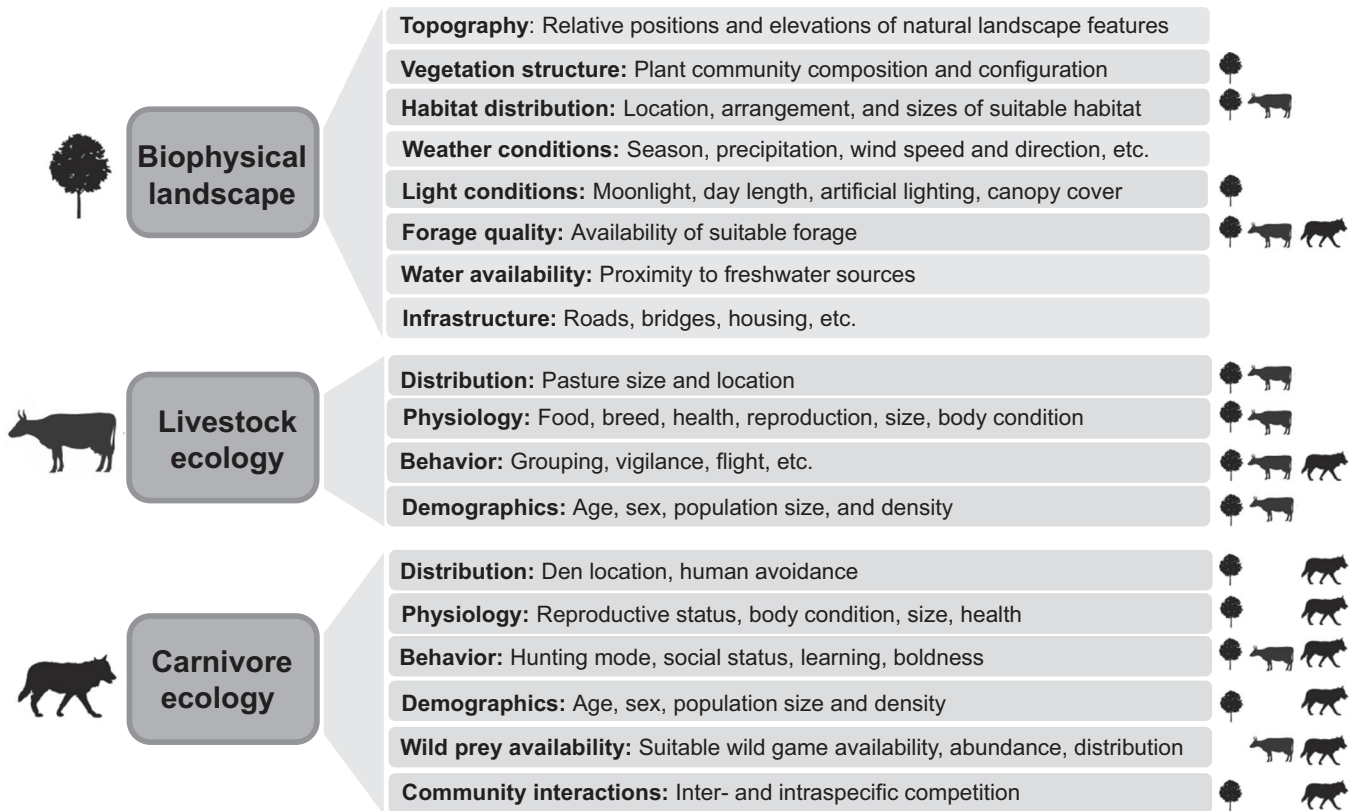 Biophysical
landscape
Topography: Relative positions and elevations of natural landscape features
Vegetation structure: Plant community composition and configuration
Habitat distribution: Location, arrangement, and sizes of suitable habitat
Weather conditions: Season, precipitation, wind speed and direction, etc.
Light conditions: Moonlight, day length, artificial lighting, canopy cover
Forage quality: Availability of suitable forage
Water availability: Proximity to freshwater sources
Infrastructure: Roads, bridges, housing, etc.
Livestock
ecology
Distribution: Pasture size and location
Physiology: Food, breed, health, reproduction, size, body condition
Behavior: Grouping, vigilance, flight, etc.
Demographics: Age, sex, population size, and density
Carnivore
ecology
Distribution: Den location, human avoidance
Physiology: Reproductive status, body condition, size, health
Behavior: Hunting mode, social status, learning, boldness
Demographics: Age, sex, population size and density
Wild prey availability: Suitable wild game availability, abundance, distribution
Community interactions: Inter- and intraspecific competition